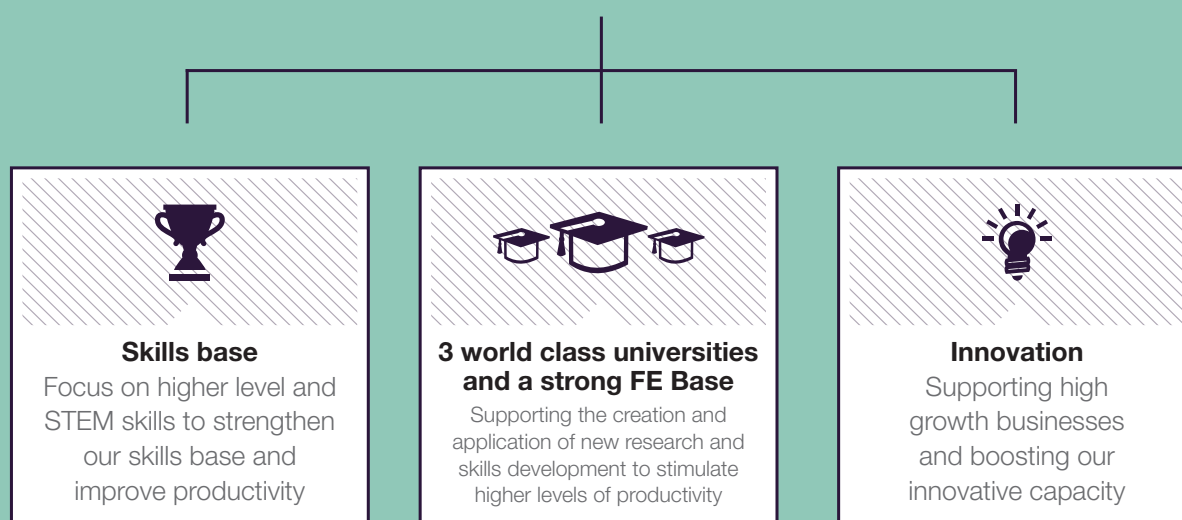 Skills base
Focus on higher level and
STEM skills to strengthen
our skills base and
improve productivity
3 world class universities
and a strong FE Base
Supporting the creation and
application of new research and
skills development to stimulate
higher levels of productivity
Innovation
Supporting high
growth businesses
and boosting our
innovative capacity